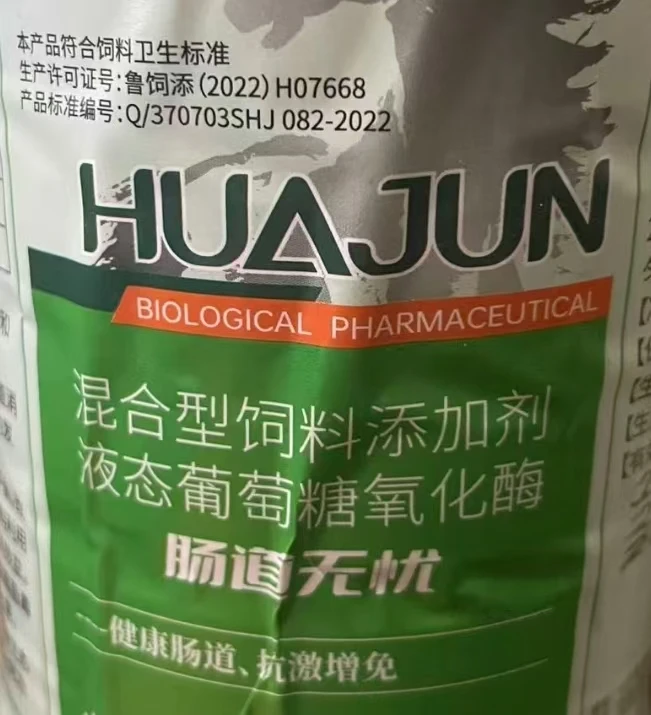 本产品符合饲料卫生标准
生产许可证号:鲁饲添(2022)H07668
产品标准编号:Q/370703SHJ 082-2022
HUAJUN
BIOLOGICAL PHARMACEUTICAL
混合型饲料添加剂
液态葡萄糖氧化酶
肠道无忧
健康肠道、抗激增免